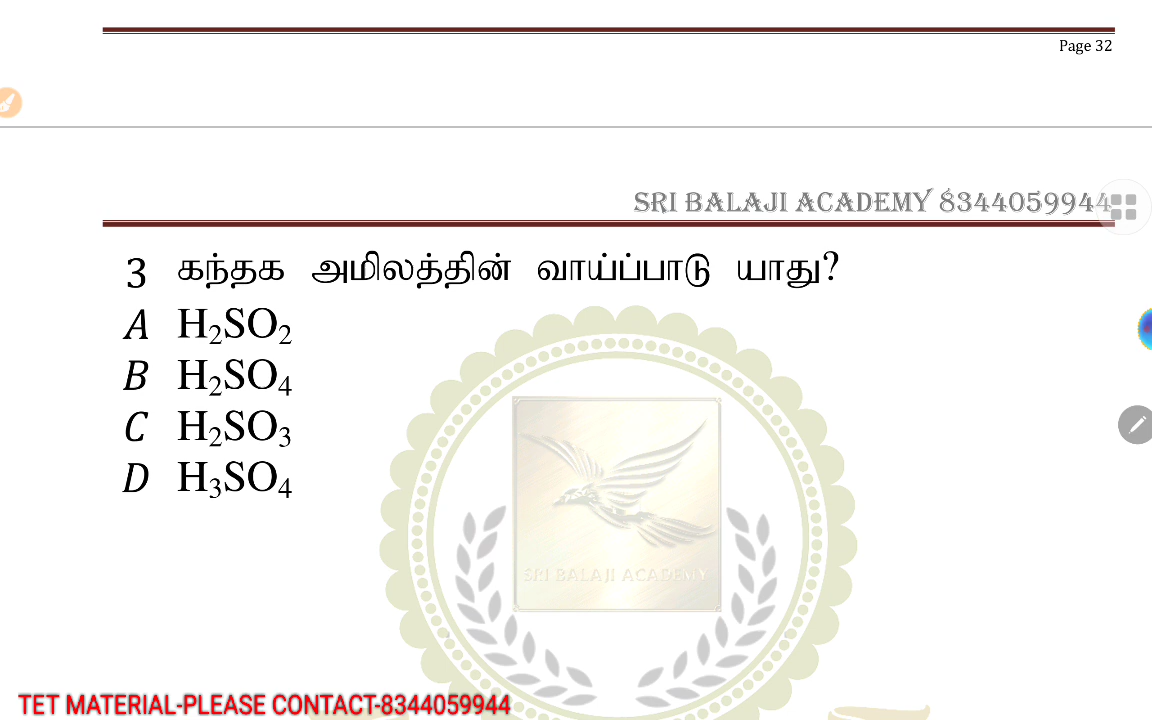 Page 32
SRI BALAJI ACADEMY 8344059944
3 கந்தக அமிலத்தின் வாய்ப்பாடு யாது?
A H₂SO₂
B H₂SO₄
C H₂SO₃
D H₃SO₄
SRI BALAJI ACADEMY
TET MATERIAL-PLEASE CONTACT-8344059944